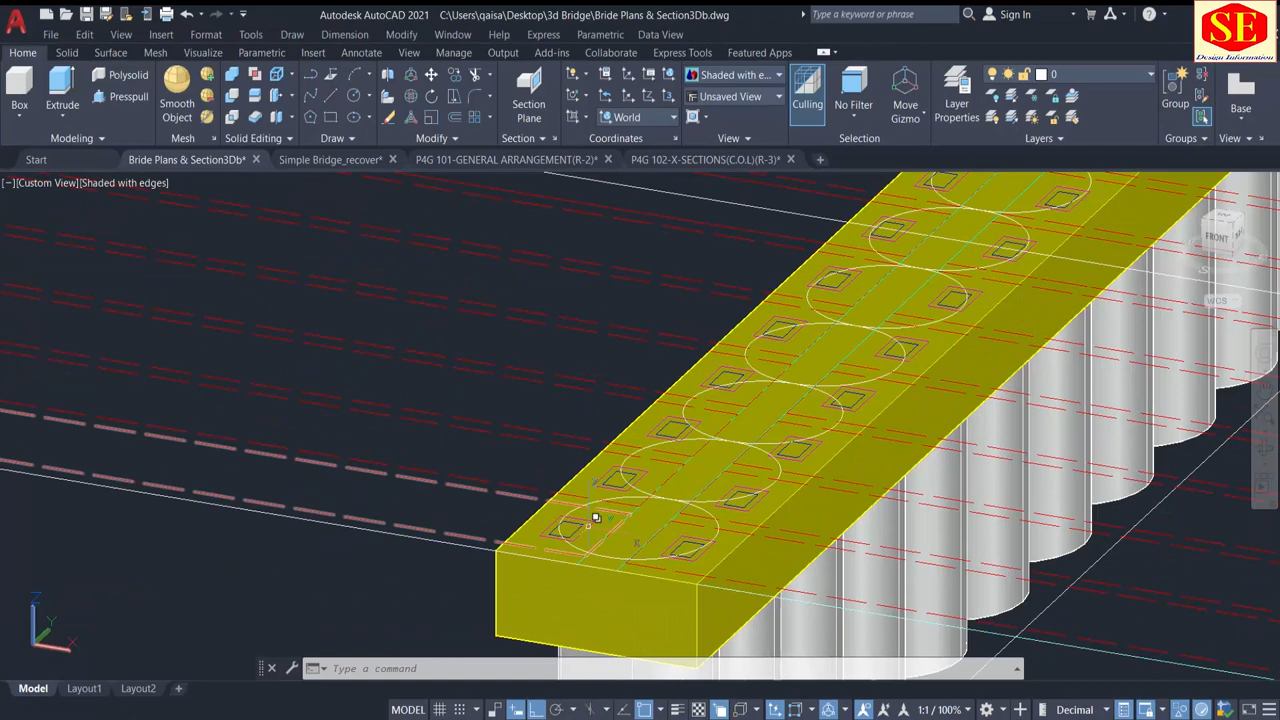 Autodesk AutoCAD 2021 C:\Users\qaisa\Desktop\3d Bridge\Bride Plans & Section3Db.dwg
Type a keyword or phrase
Sign In
SE
Design Information
File Edit View Insert Format Tools Draw Dimension Modify Window Help Express Parametric Data View
Home Solid Surface Mesh Visualize Parametric Insert Annotate View Manage Output Add-ins Collaborate Express Tools Featured Apps
Polysolid
Shaded with e...
0
Presspull
Unsaved View
Box Extrude
Smooth Object
Section Plane
World
Culling No Filter Move Gizmo
Layer Properties
Group Base
Modeling Mesh Solid Editing Draw Modify Section Coordinates View Selection Layers Groups View
Start Bride Plans & Section3Db* Simple Bridge_recover* P4G 101-GENERAL ARRANGEMENT(R-2)* P4G 102-X-SECTIONS(C.O.L)(R-3)*
[−][Custom View][Shaded with edges]
TOP
FRONT
WCS
Z
Y
X
Type a command
Model Layout1 Layout2 +
MODEL 1:1 / 100% Decimal